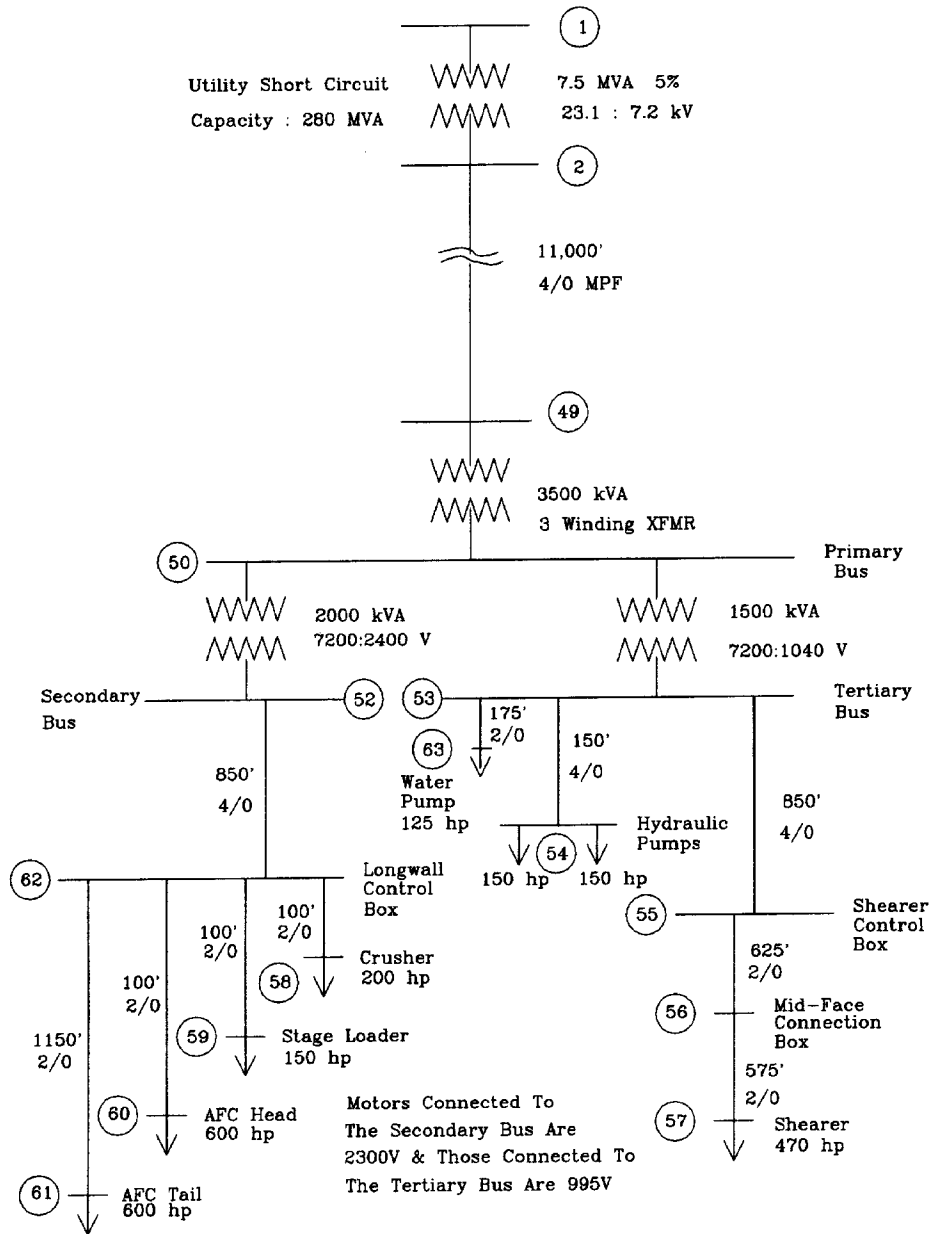 1
Utility Short Circuit
Capacity : 280 MVA
7.5 MVA 5%
23.1 : 7.2 kV
2
11,000'
4/0 MPF
49
3500 kVA
3 Winding XFMR
50
Primary
Bus
2000 kVA
7200:2400 V
1500 kVA
7200:1040 V
Secondary
Bus
52
53
Tertiary
Bus
850'
4/0
175'
2/0
63
Water
Pump
125 hp
150'
4/0
Hydraulic
Pumps
54
150 hp
150 hp
850'
4/0
62
Longwall
Control
Box
55
Shearer
Control
Box
100'
2/0
Crusher
200 hp
58
100'
2/0
59
Stage Loader
150 hp
100'
2/0
60
AFC Head
600 hp
1150'
2/0
61
AFC Tail
600 hp
625'
2/0
56
Mid-Face
Connection
Box
575'
2/0
57
Shearer
470 hp
Motors Connected To
The Secondary Bus Are
2300V & Those Connected To
The Tertiary Bus Are 995V